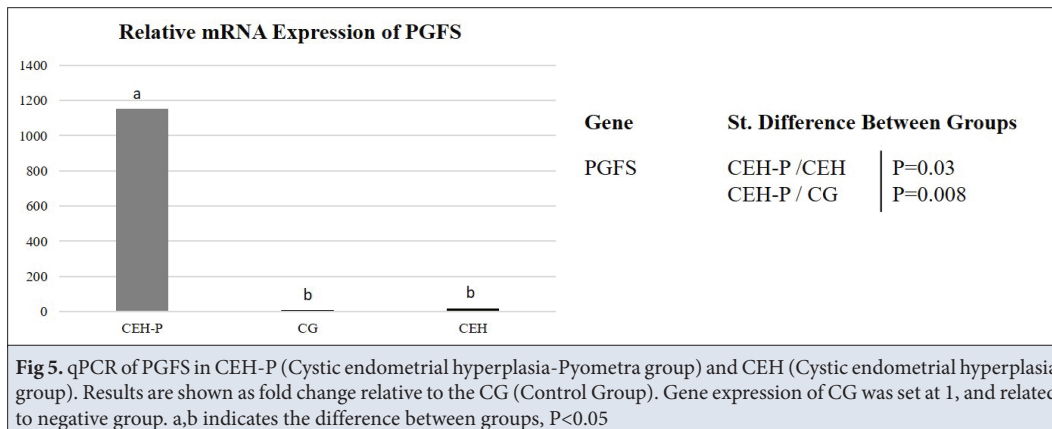 Relative mRNA Expression of PGFS
1400
1200
1000
800
600
400
200
0
a
b
b
CEH-P CG CEH
Gene St. Difference Between Groups
PGFS CEH-P /CEH P=0.03
CEH-P / CG P=0.008
Fig 5. qPCR of PGFS in CEH-P (Cystic endometrial hyperplasia-Pyometra group) and CEH (Cystic endometrial hyperplasia
group). Results are shown as fold change relative to the CG (Control Group). Gene expression of CG was set at 1, and related
to negative group. a,b indicates the difference between groups, P<0.05